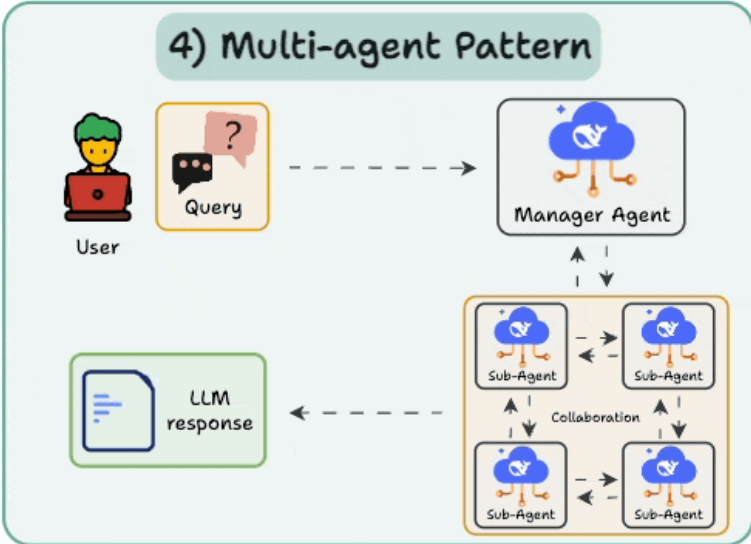 4) Multi-agent Pattern
?
Query
User
Manager Agent
Sub-Agent
Sub-Agent
Collaboration
Sub-Agent
Sub-Agent
LLM
response